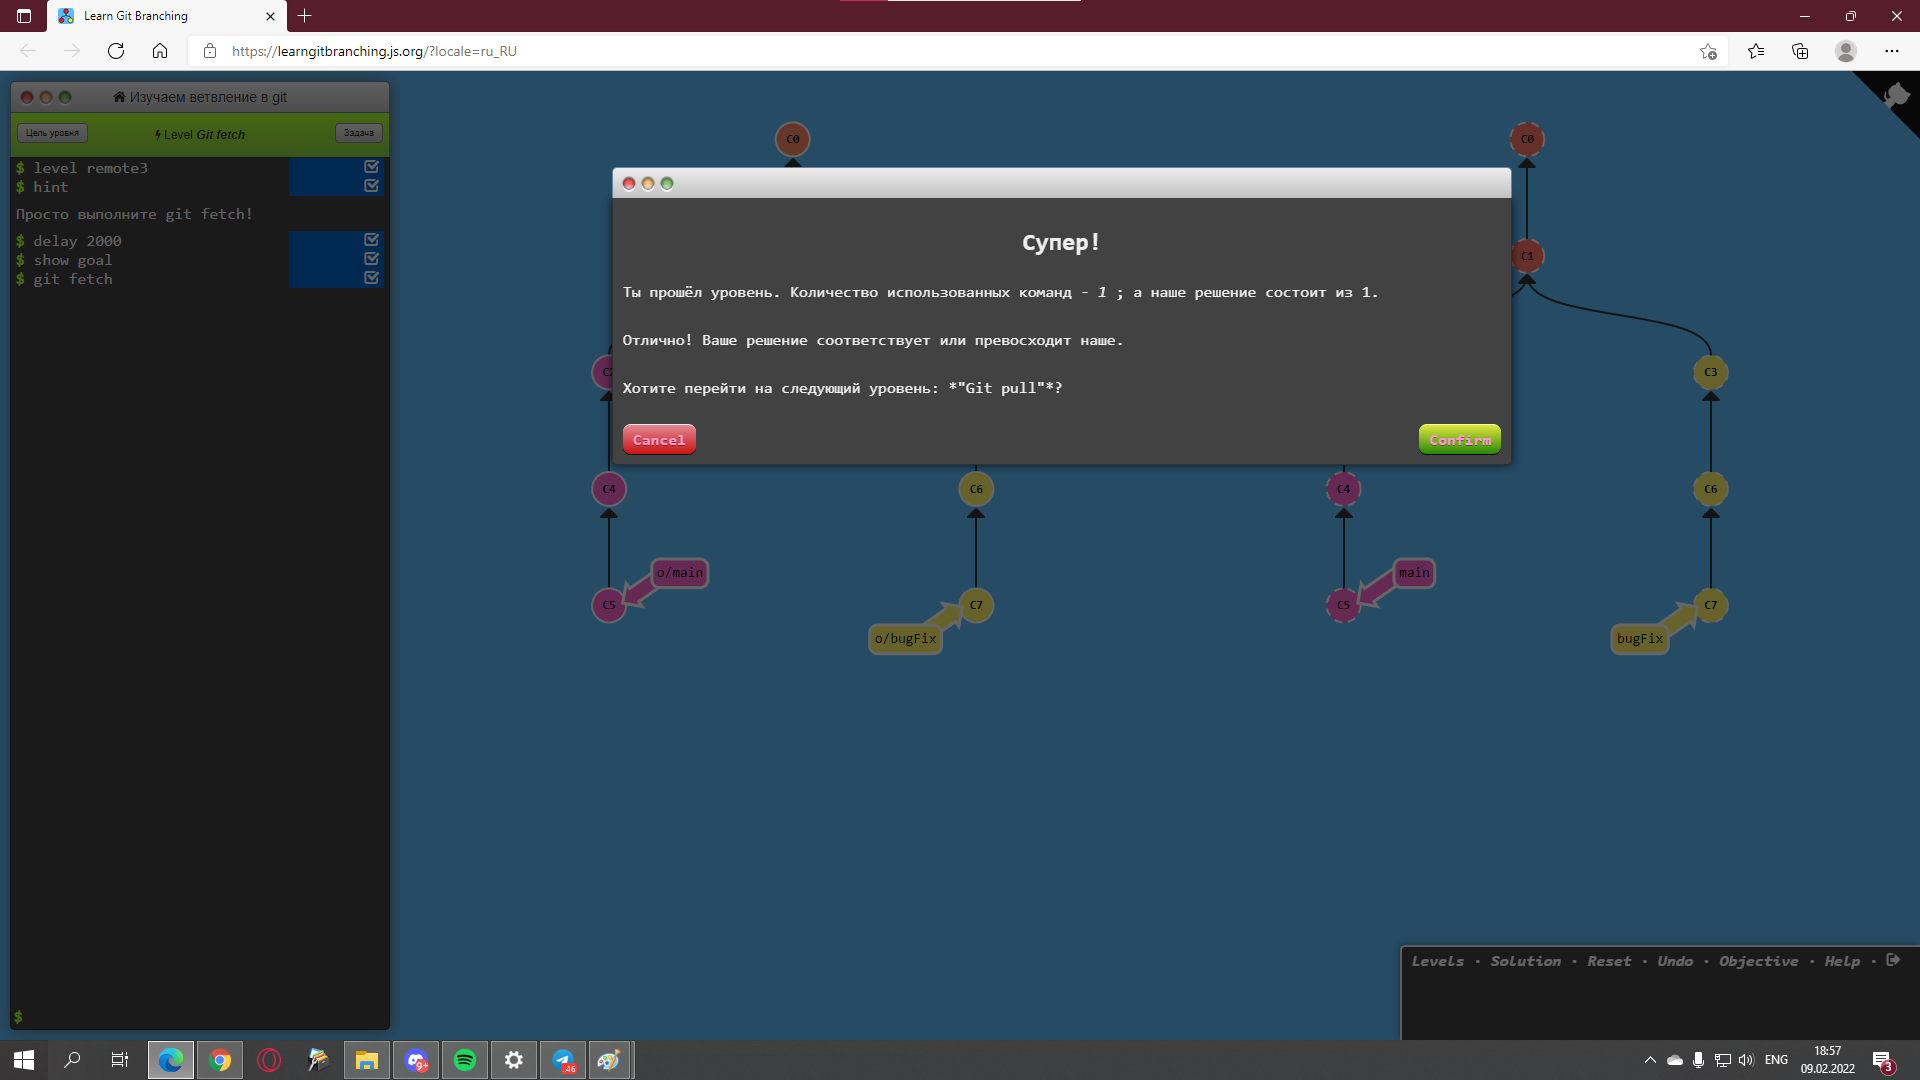 Learn Git Branching
https://learngitbranching.js.org/?locale=ru_RU
Изучаем ветвление в git
Цель уровня
Level Git fetch
Задача
$ level remote3
$ hint
Просто выполните git fetch!
$ delay 2000
$ show goal
$ git fetch
$
C0
C0
C1
Супер!
Ты прошёл уровень. Количество использованных команд - 1 ; а наше решение состоит из 1.
Отлично! Ваше решение соответствует или превосходит наше.
Хотите перейти на следующий уровень: *"Git pull"*?
Cancel
Confirm
C3
C4
C6
C4
C6
o/main
main
C5
C7
C5
C7
o/bugFix
bugFix
Levels · Solution · Reset · Undo · Objective · Help ·
9+
.46
ENG
18:57
09.02.2022
3